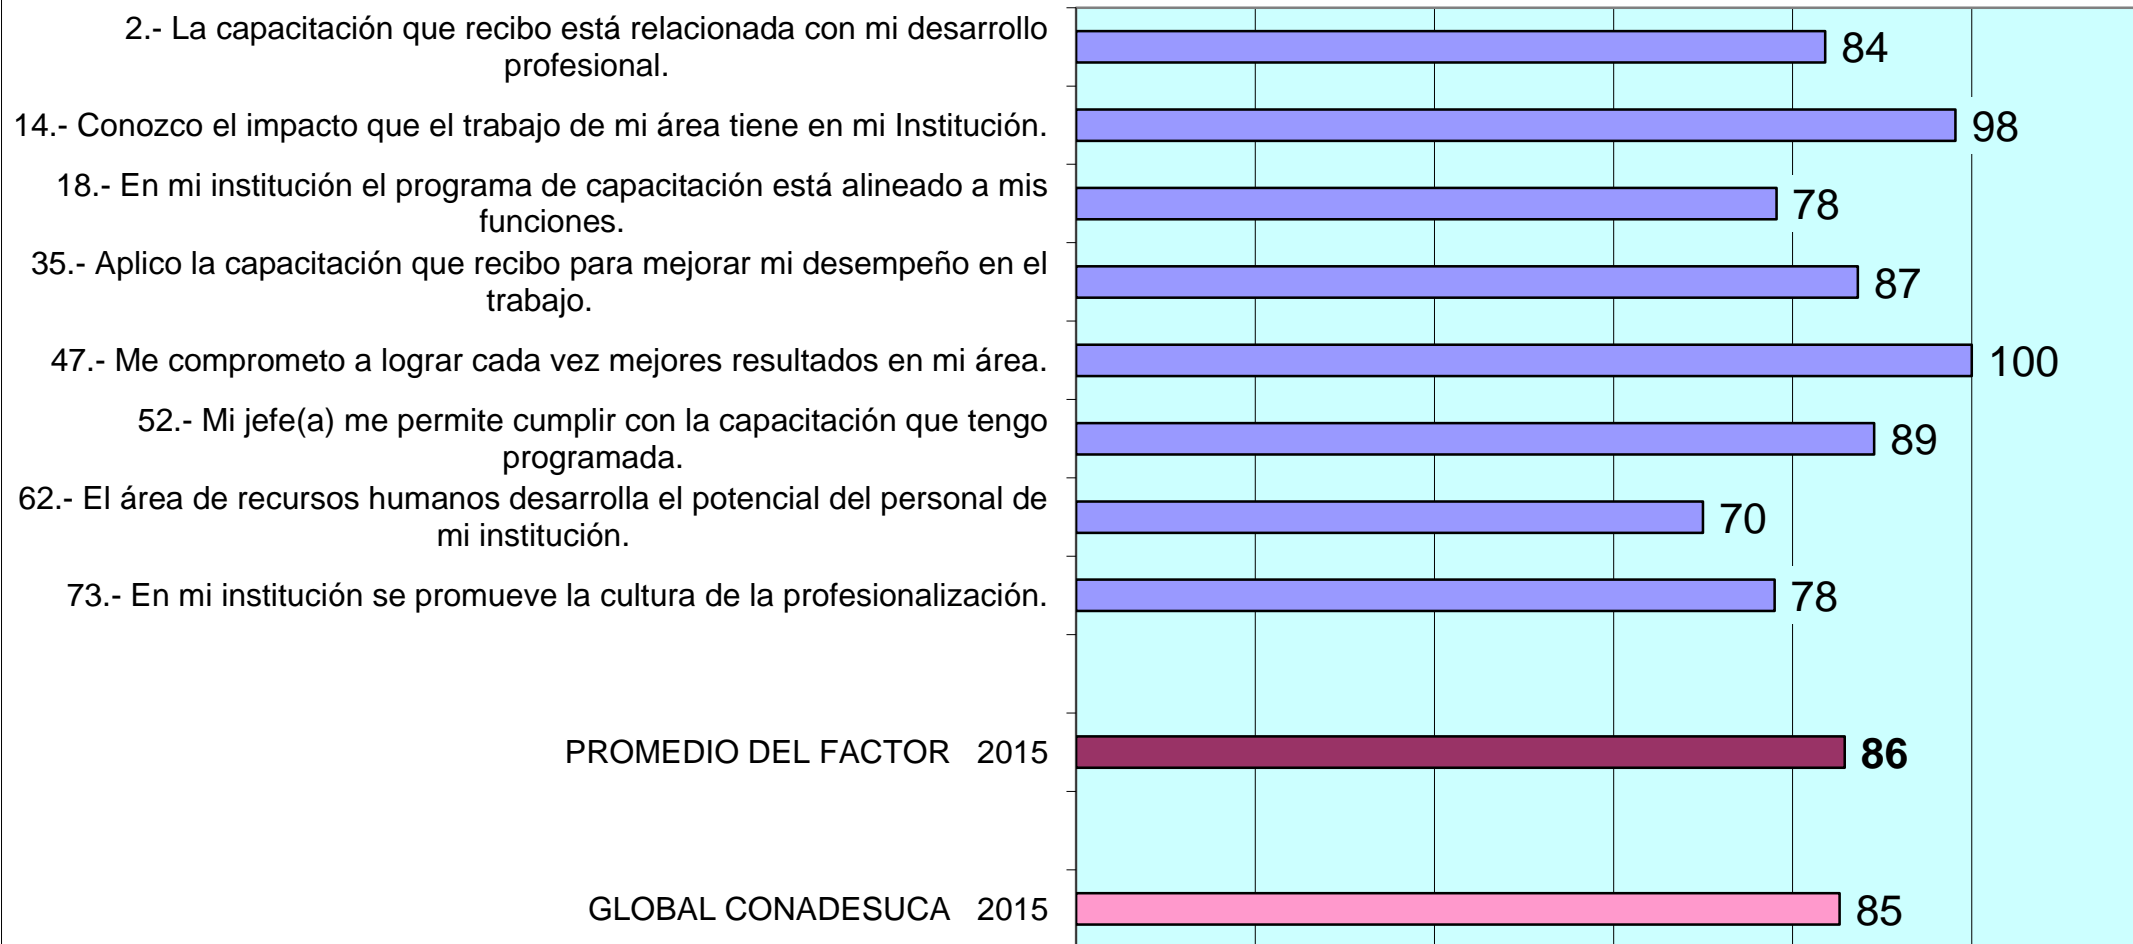 2.- La capacitación que recibo está relacionada con mi desarrollo
profesional.
84
14.- Conozco el impacto que el trabajo de mi área tiene en mi Institución.
98
18.- En mi institución el programa de capacitación está alineado a mis
funciones.
78
35.- Aplico la capacitación que recibo para mejorar mi desempeño en el
trabajo.
87
47.- Me comprometo a lograr cada vez mejores resultados en mi área.
100
52.- Mi jefe(a) me permite cumplir con la capacitación que tengo
programada.
89
62.- El área de recursos humanos desarrolla el potencial del personal de
mi institución.
70
73.- En mi institución se promueve la cultura de la profesionalización.
78
PROMEDIO DEL FACTOR 2015
86
GLOBAL CONADESUCA 2015
85